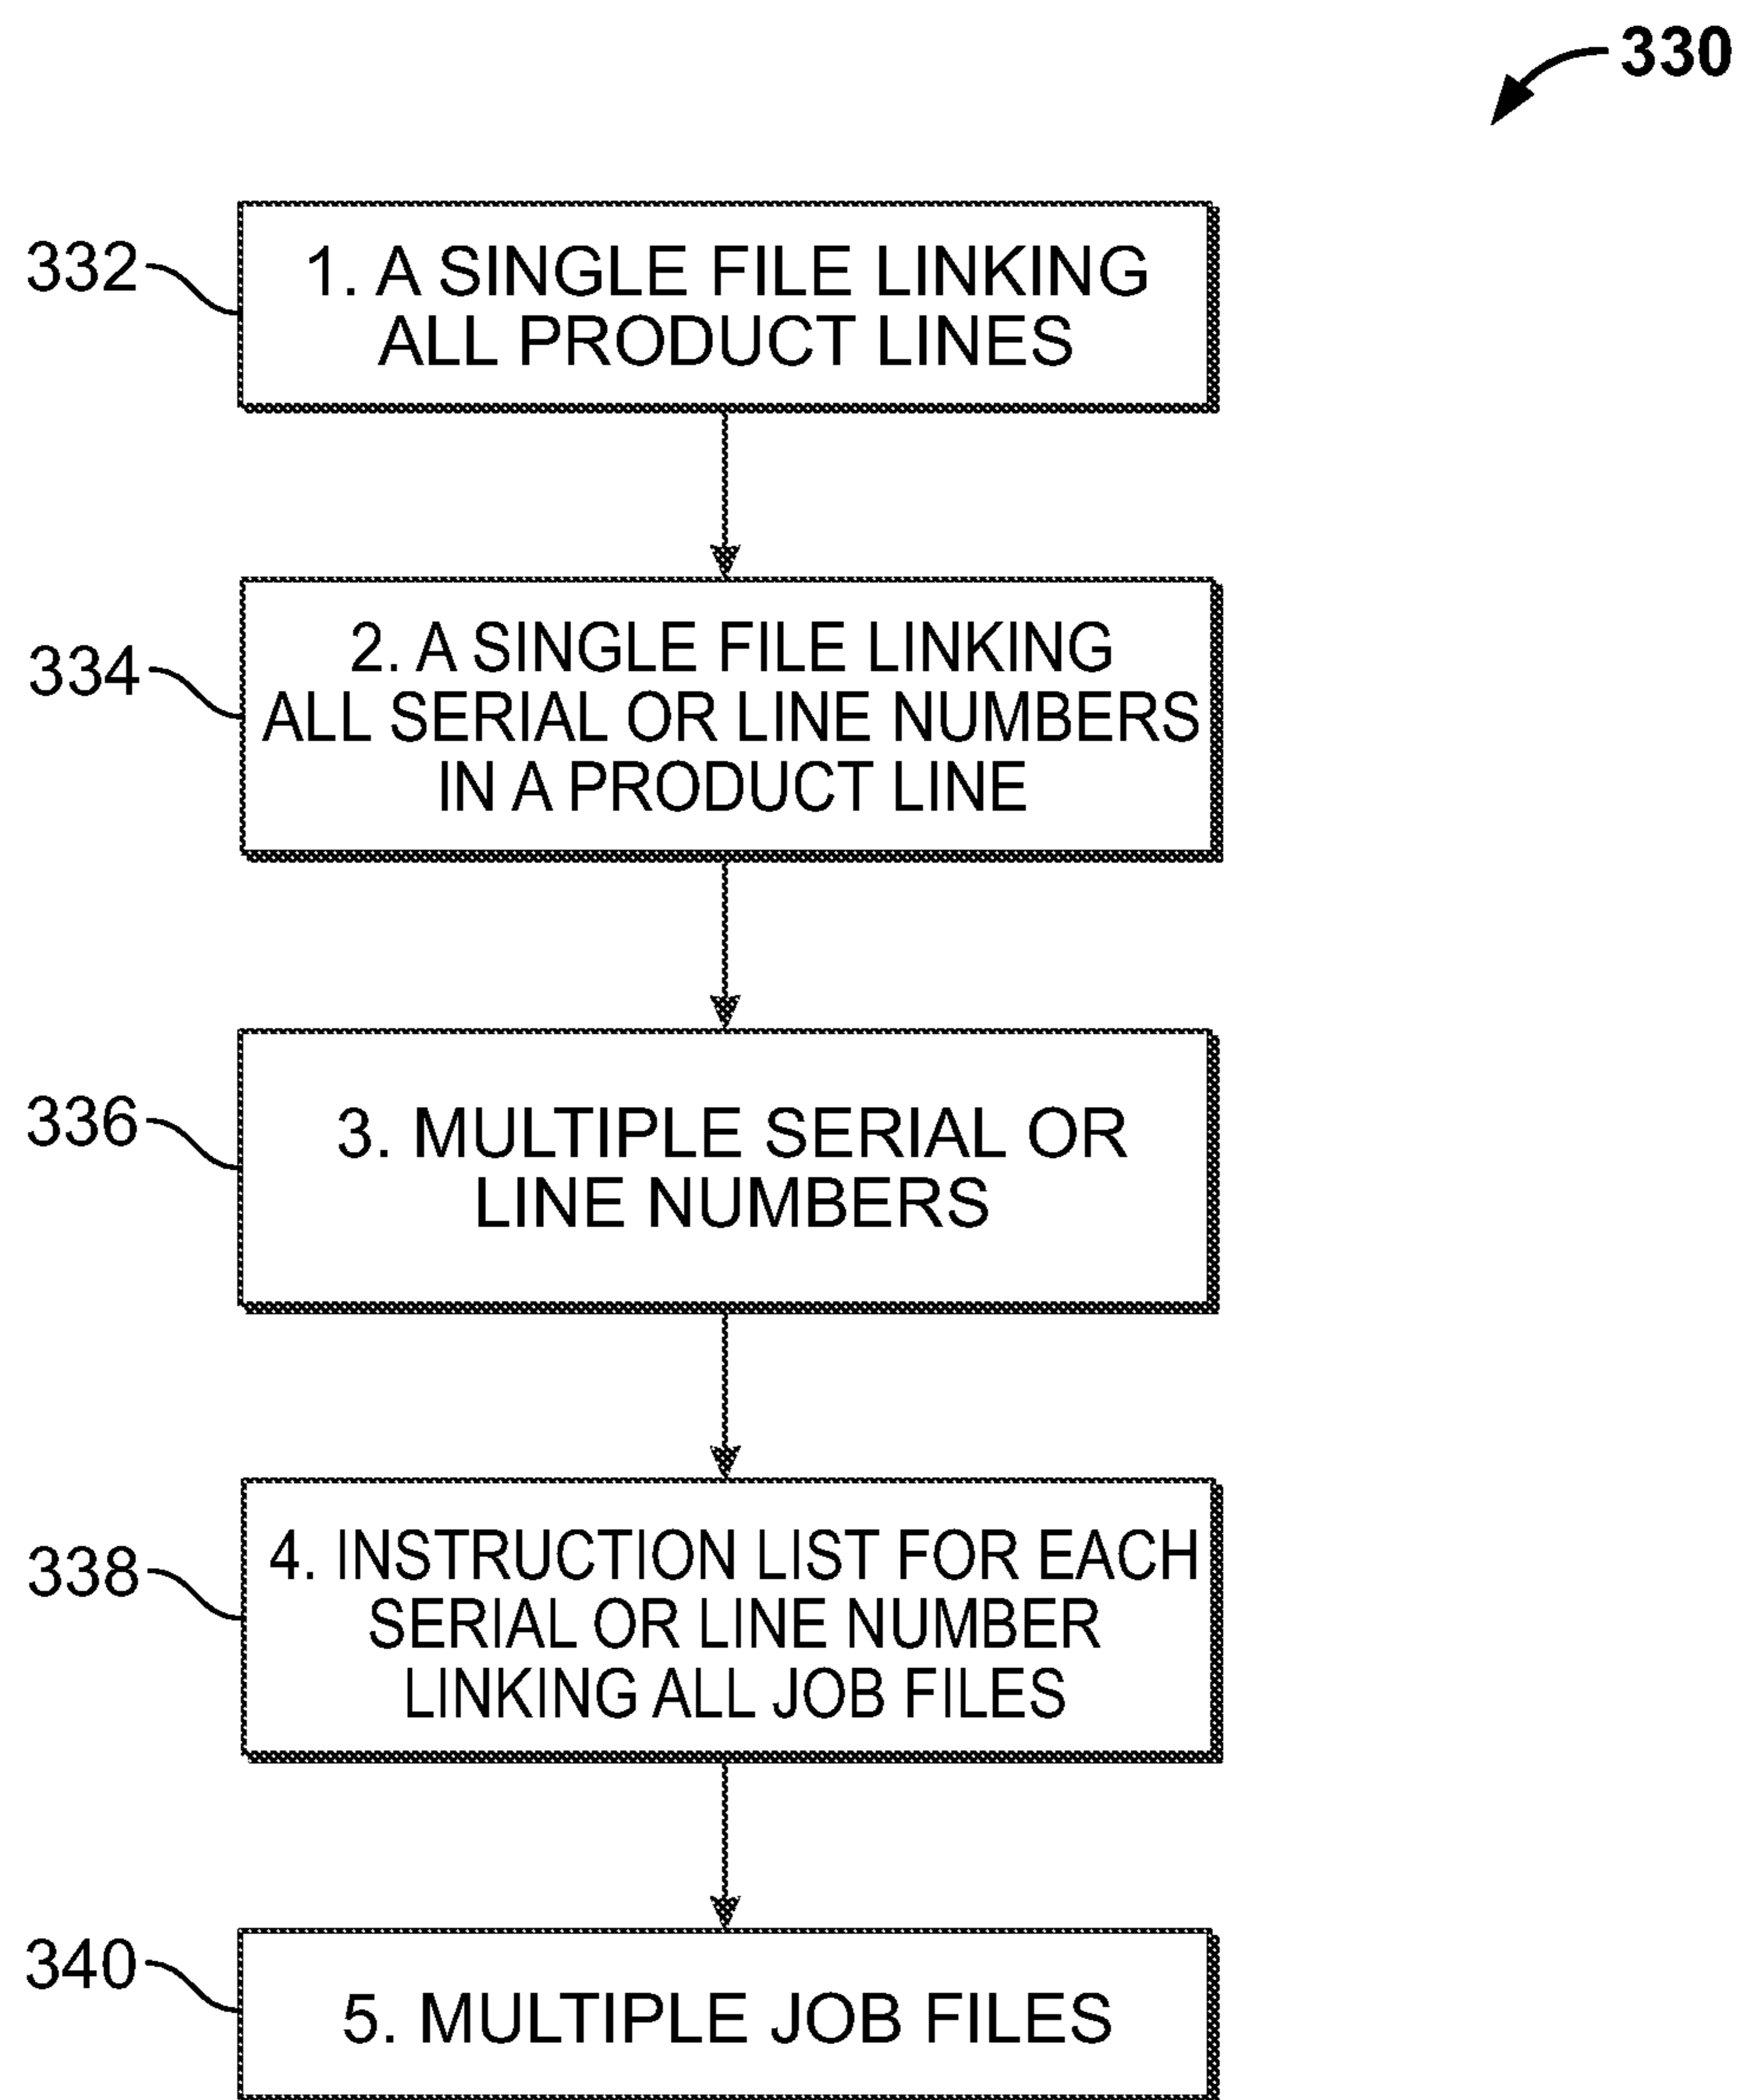 330
332
1. A SINGLE FILE LINKING
ALL PRODUCT LINES
334
2. A SINGLE FILE LINKING
ALL SERIAL OR LINE NUMBERS
IN A PRODUCT LINE
336
3. MULTIPLE SERIAL OR
LINE NUMBERS
338
4. INSTRUCTION LIST FOR EACH
SERIAL OR LINE NUMBER
LINKING ALL JOB FILES
340
5. MULTIPLE JOB FILES